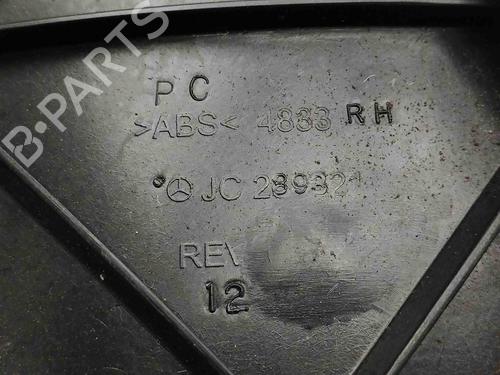 B-PARTS
PC
>ABS< 4833 RH
JC 239321
REV
12